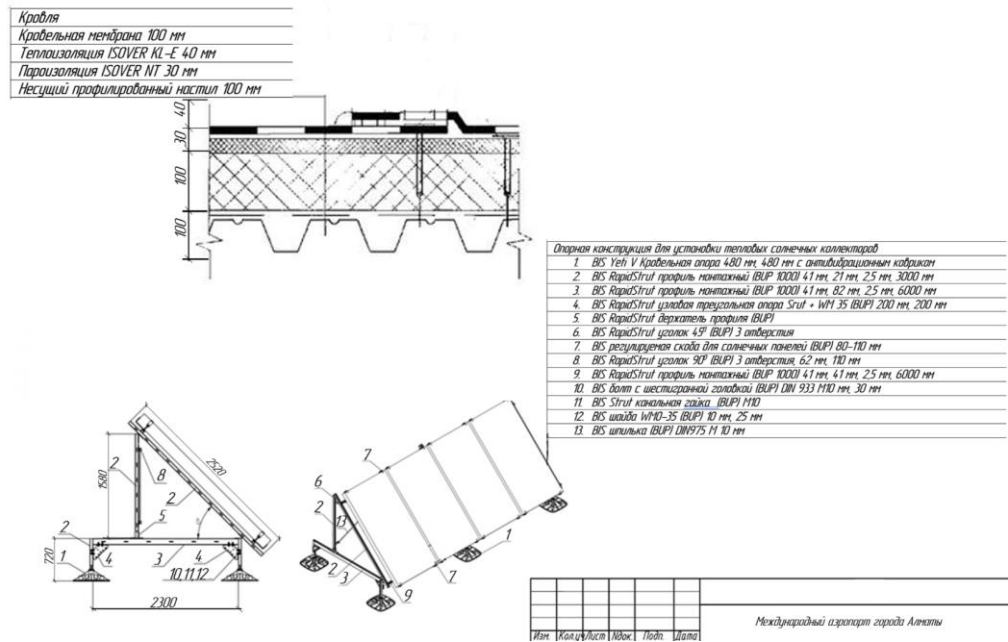 Кровля
Кровельная мембрана 100 мм
Теплоизоляция ISOVER KL-E 40 мм
Пароизоляция ISOVER NT 30 мм
Несущий профилированный настил 100 мм
40
30
100
100
Опорная конструкция для установки тепловых солнечных коллекторов
1. BIS Yeti V Кровельная опора 480 мм, 480 мм с антивибрационным ковриком
2. BIS RapidStrut профиль монтажный (BUP 1000) 41 мм, 21 мм, 2,5 мм, 3000 мм
3. BIS RapidStrut профиль монтажный (BUP 1000) 41 мм, 82 мм, 2,5 мм, 6000 мм
4. BIS RapidStrut узловая треугольная опора Srut + WM 35 (BUP) 200 мм, 200 мм
5. BIS RapidStrut держатель профиля (BUP)
6. BIS RapidStrut уголок 45⁰ (BUP) 3 отверстия
7. BIS регулируемая скоба для солнечных панелей (BUP) 80-110 мм
8. BIS RapidStrut уголок 90⁰ (BUP) 3 отверстия, 62 мм, 110 мм
9. BIS RapidStrut профиль монтажный (BUP 1000) 41 мм, 41 мм, 2,5 мм, 6000 мм
10. BIS болт с шестигранной головкой (BUP) DIN 933 М10 мм, 30 мм
11. BIS Strut канальная гайка (BUP) М10
12. BIS шайба WM0-35 (BUP) 10 мм, 25 мм
13. BIS шпилька (BUP) DIN975 М 10 мм
2520
1580
720
2300
2
8
2
5
2
1
4
3
4
10,11,12
7
6
2
13
2
3
1
7
9
Изм.
Кол.уч
Лист
№док.
Подп.
Дата
Международный аэропорт города Алматы